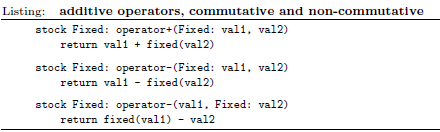 Listing: additive operators, commutative and non-commutative
stock Fixed: operator+(Fixed: val1, val2)
return val1 + fixed(val2)
stock Fixed: operator-(Fixed: val1, val2)
return val1 - fixed(val2)
stock Fixed: operator-(val1, Fixed: val2)
return fixed(val1) - val2